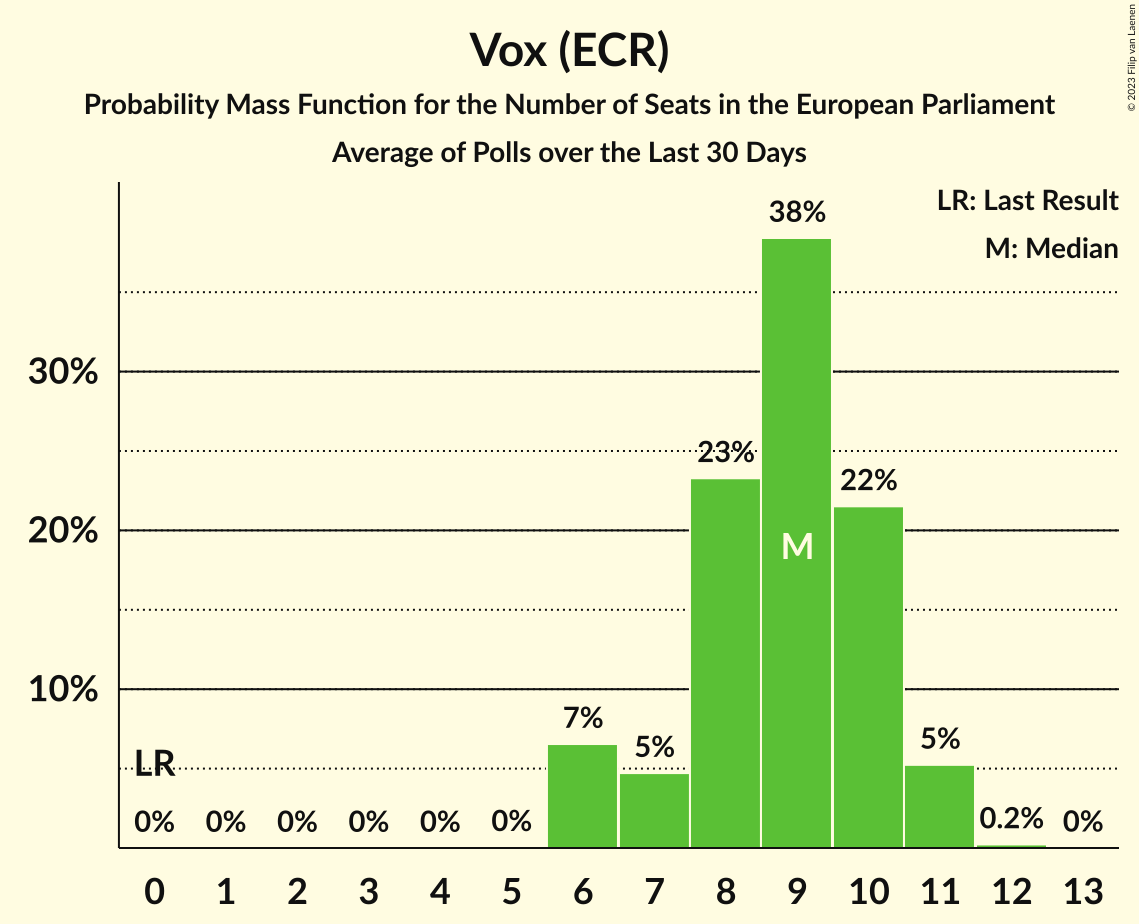 Vox (ECR)
Probability Mass Function for the Number of Seats in the European Parliament
Average of Polls over the Last 30 Days
© 2023 Filip van Laenen
LR: Last Result
M: Median
38%
30%
23%
22%
20%
M
10%
7%
5%
5%
LR
0% 0% 0% 0% 0% 0% 0.2% 0%
0 1 2 3 4 5 6 7 8 9 10 11 12 13